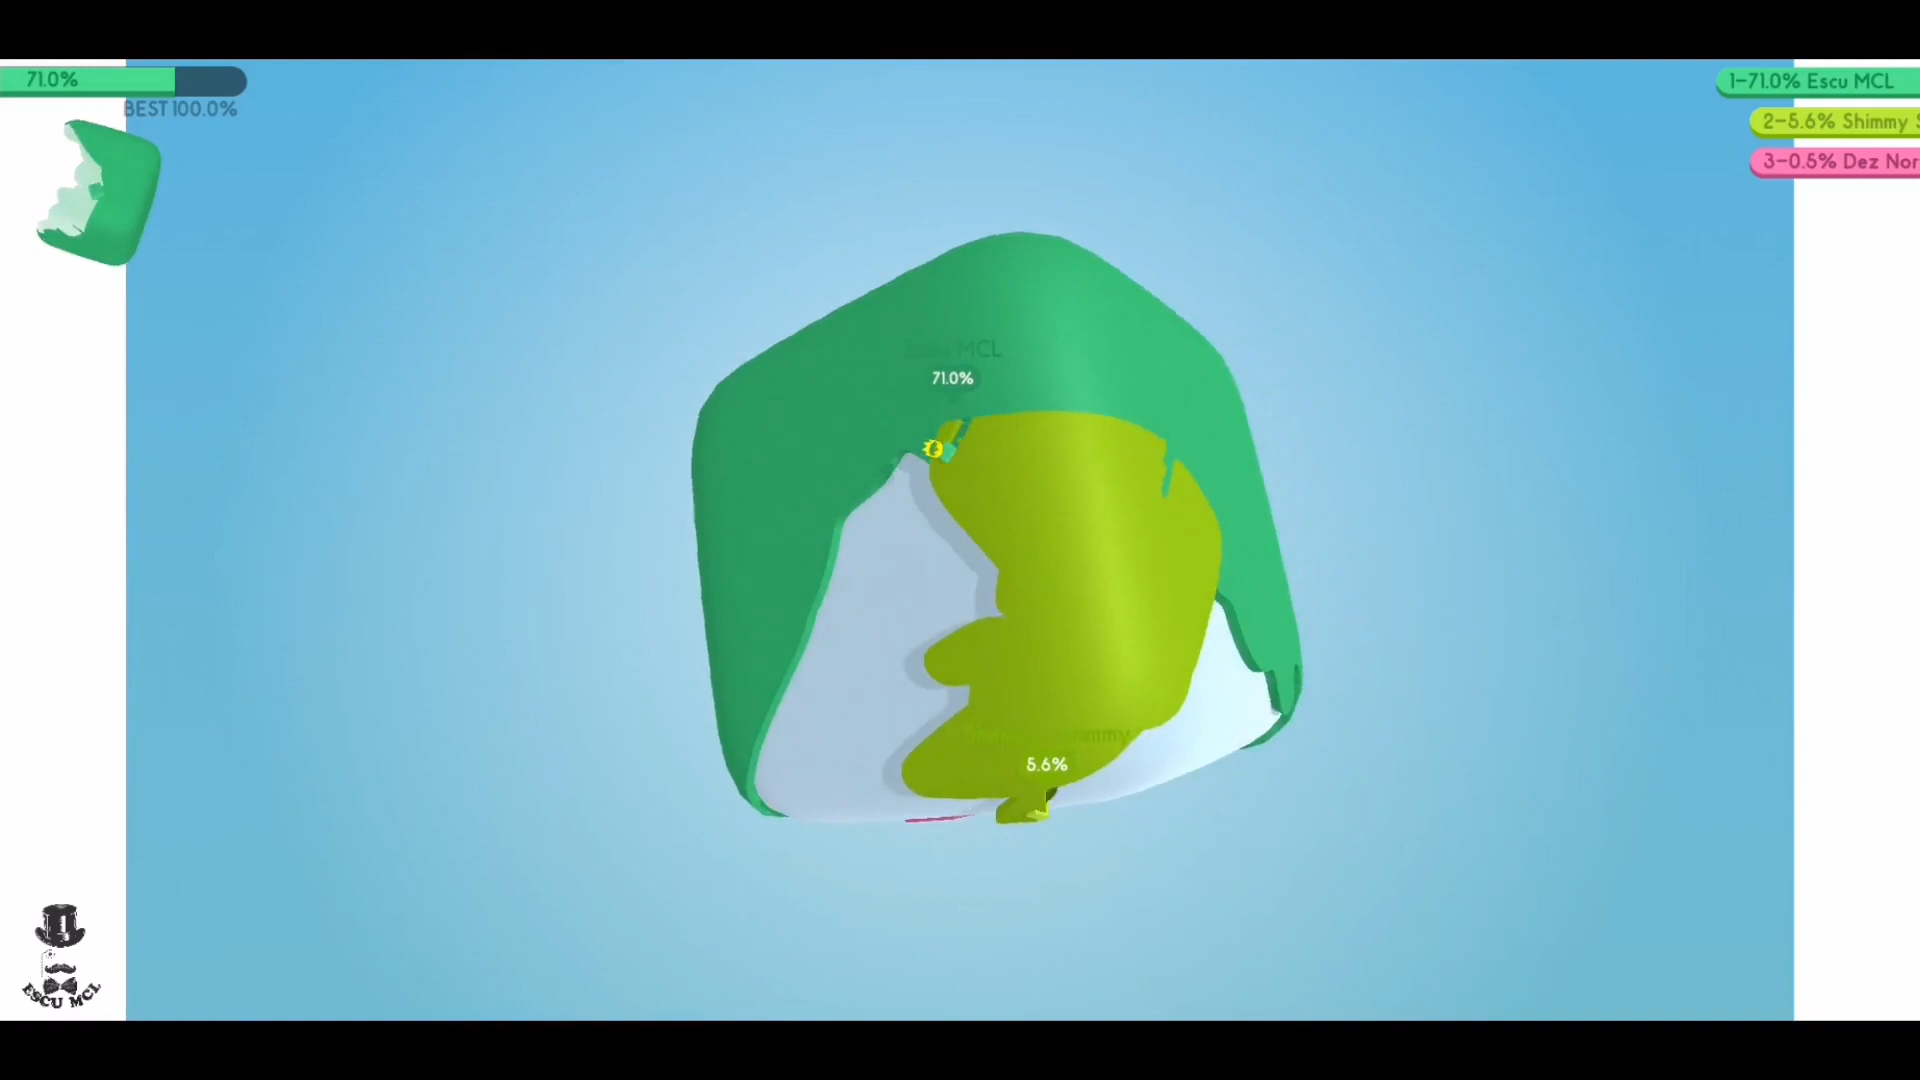 71.0%
BEST 100.0%
1-71.0% Escu MCL
2-5.6% Shimmy S
3-0.5% Dez Nor
MCL
71.0%
5.6%
1
ESCU MCL